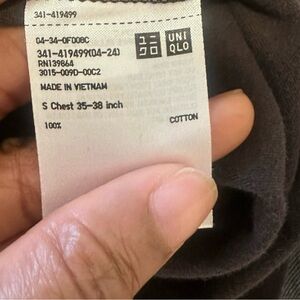 341-419499
04-34-0F008C
341-419499(04-24)
RN139864
3015-009D-00C2
ユニ
クロ
UNI
QLO
MADE IN VIETNAM
S Chest 35-38 inch
100% COTTON